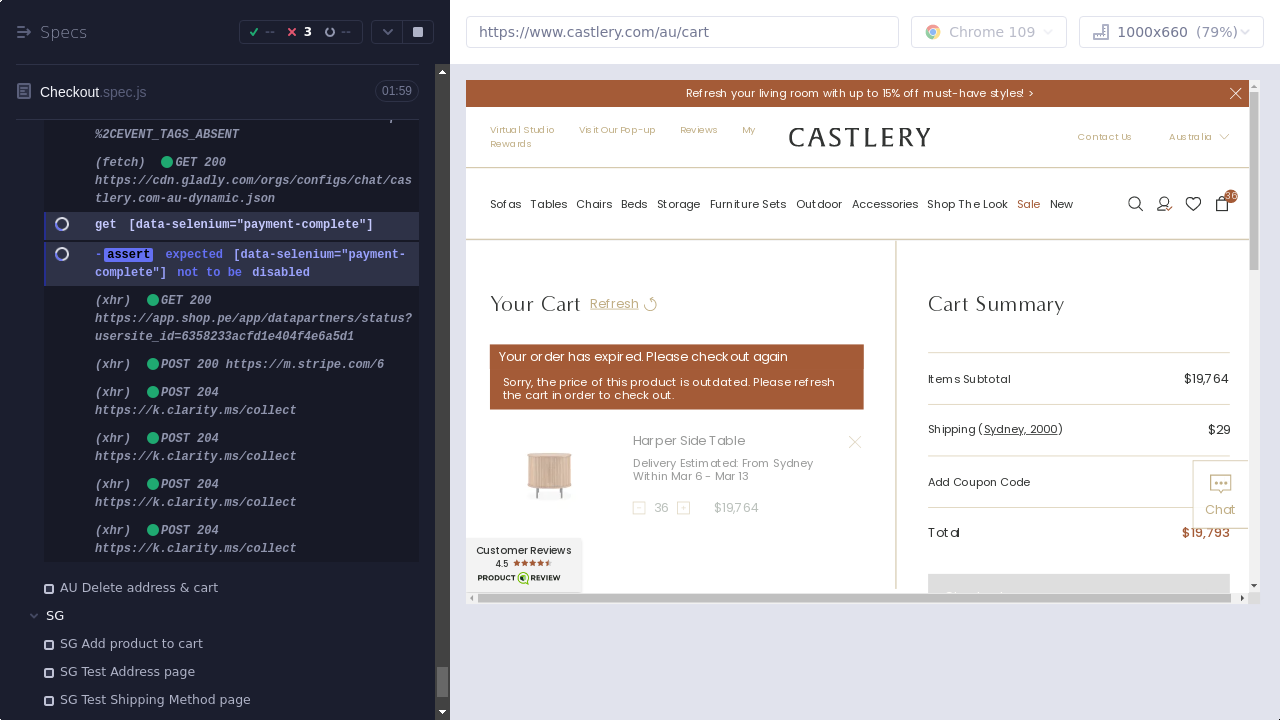 Specs
--
3
--
https://www.castlery.com/au/cart
Chrome 109
1000x660 (79%)
Checkout.spec.js
01:59
%2CEVENT_TAGS_ABSENT
(fetch) GET 200
https://cdn.gladly.com/orgs/configs/chat/cas
tlery.com-au-dynamic.json
get [data-selenium="payment-complete"]
-assert expected [data-selenium="payment-
complete"] not to be disabled
(xhr) GET 200
https://app.shop.pe/app/datapartners/status?
usersite_id=6358233acfd1e404f4e6a5d1
(xhr) POST 200 https://m.stripe.com/6
(xhr) POST 204
https://k.clarity.ms/collect
(xhr) POST 204
https://k.clarity.ms/collect
(xhr) POST 204
https://k.clarity.ms/collect
(xhr) POST 204
https://k.clarity.ms/collect
AU Delete address & cart
SG
SG Add product to cart
SG Test Address page
SG Test Shipping Method page
Refresh your living room with up to 15% off must-have styles! >
Virtual Studio Visit Our Pop-up Reviews My
Rewards
CASTLERY
Contact Us Australia
Sofas Tables Chairs Beds Storage Furniture Sets Outdoor Accessories Shop The Look Sale New
36
Your Cart Refresh
Your order has expired. Please checkout again
Sorry, the price of this product is outdated. Please refresh
the cart in order to check out.
Harper Side Table
Delivery Estimated: From Sydney
Within Mar 6 - Mar 13
- 36 + $19,764
Customer Reviews
4.5
PRODUCT REVIEW
Cart Summary
Items Subtotal $19,764
Shipping (Sydney, 2000) $29
Add Coupon Code
Total $19,793
Chat